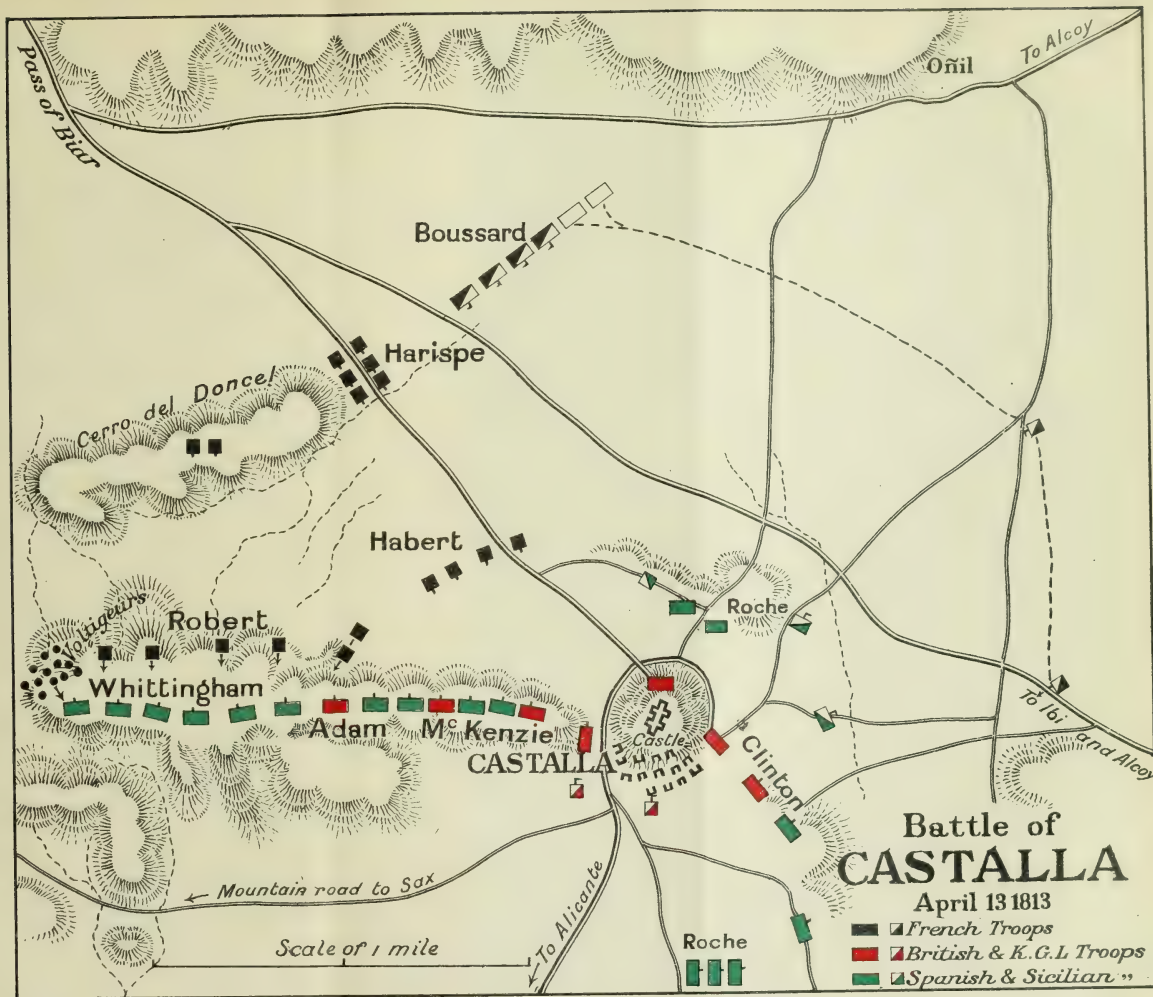 Pass of Biar
Oñil
To Alcoy
Boussard
Harispe
Cerro del Doncel
Habert
Roche
Voltigeurs
Robert
Whittingham
Adam
Mc Kenzie
CASTALLA
Castle
Clinton
To Ibi
and Alcoy
← Mountain road to Sax
← To Alicante
Scale of 1 mile
Roche
Battle of
CASTALLA
April 13 1813
French Troops
British & K.G.L Troops
Spanish & Sicilian "